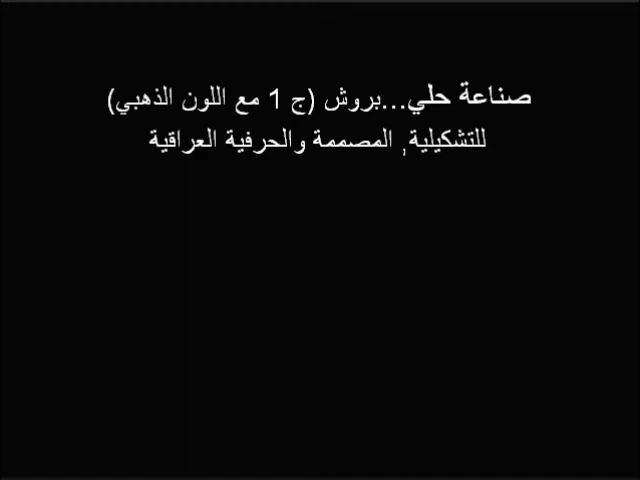 صناعة حلي...بروش (ج 1 مع اللون الذهبي)
للتشكيلية, المصممة والحرفية العراقية